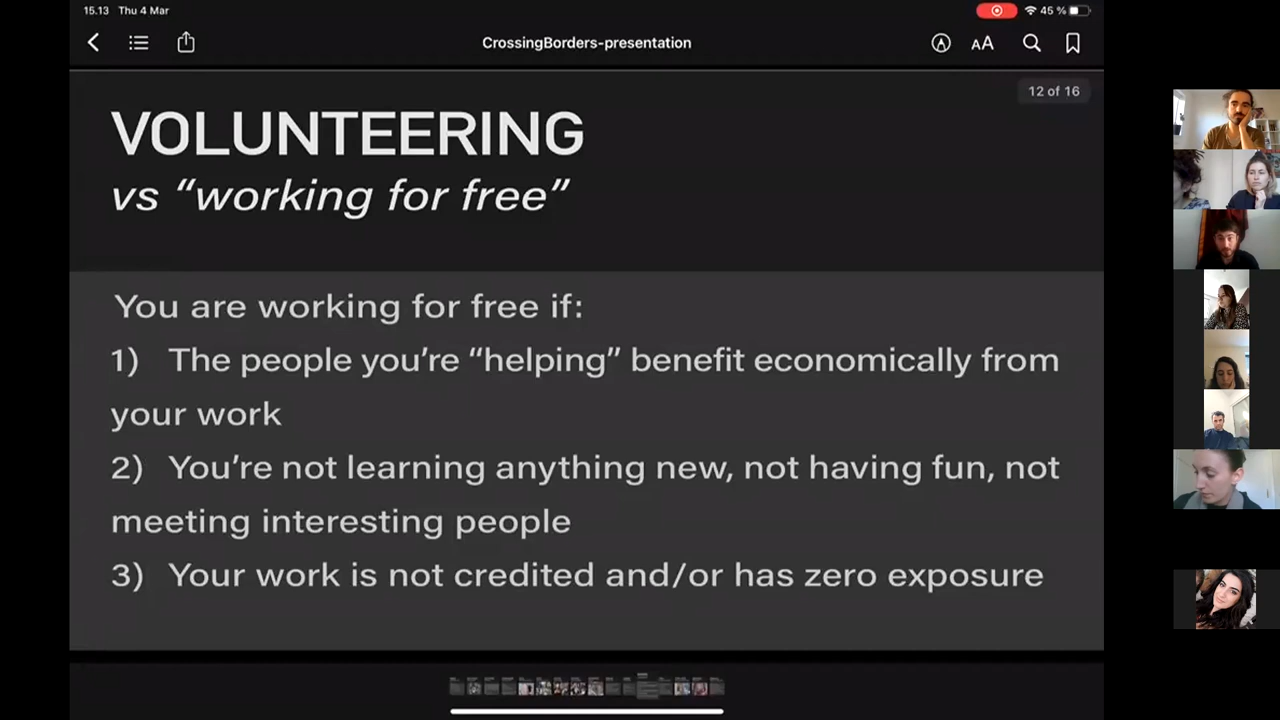 15.13 Thu 4 Mar
45 %
CrossingBorders-presentation
AA
12 of 16
VOLUNTEERING
vs “working for free”
You are working for free if:
1) The people you’re “helping” benefit economically from
your work
2) You’re not learning anything new, not having fun, not
meeting interesting people
3) Your work is not credited and/or has zero exposure